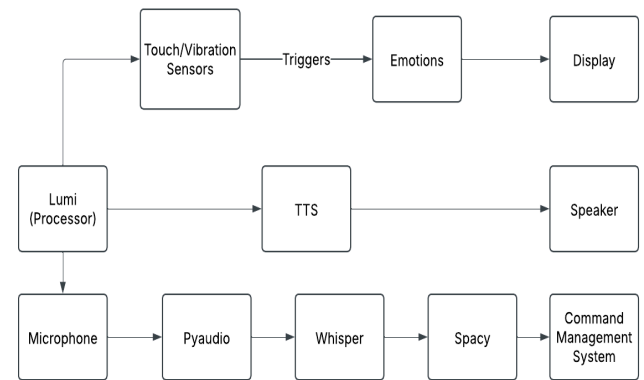 Touch/Vibration
Sensors
Triggers
Emotions
Display
Lumi
(Processor)
TTS
Speaker
Microphone
Pyaudio
Whisper
Spacy
Command
Management
System